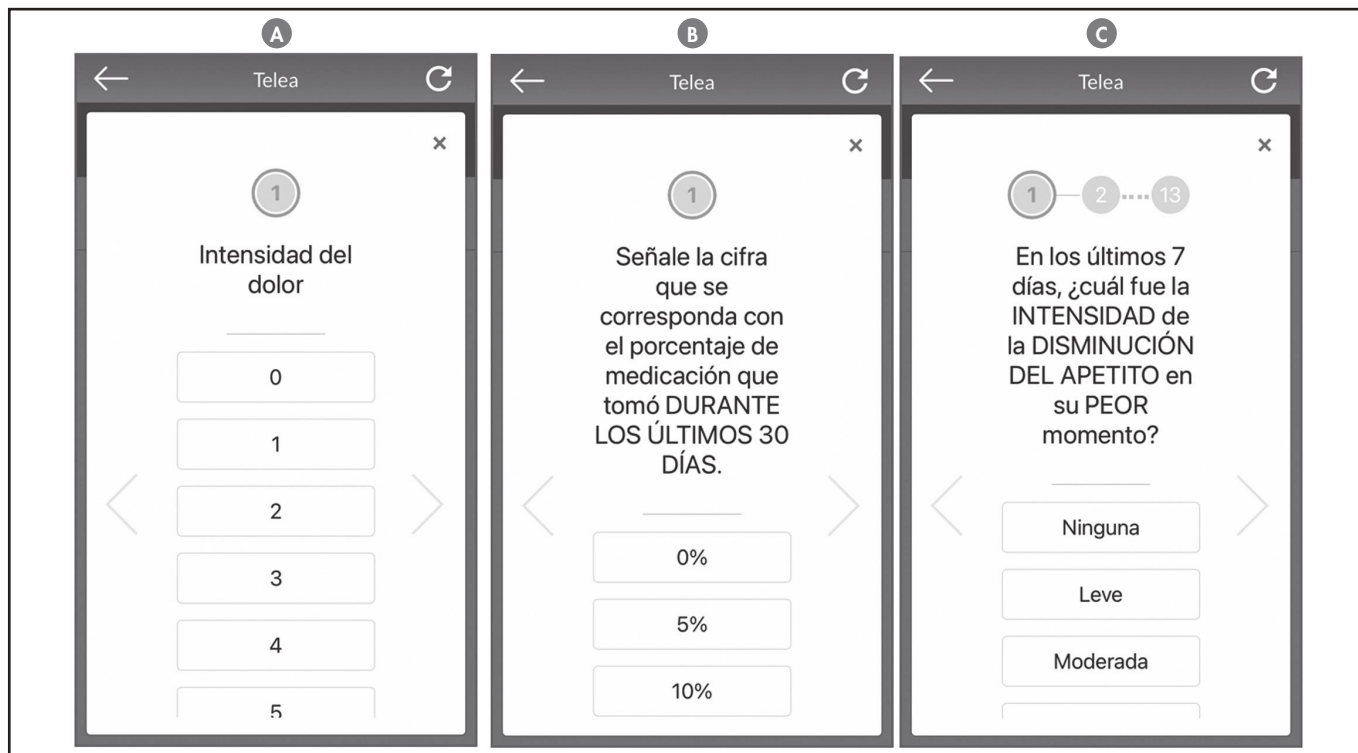 A
Telea
×
1
Intensidad del
dolor
0
1
2
3
4
5
B
Telea
×
1
Señale la cifra
que se
corresponda con
el porcentaje de
medicación que
tomó DURANTE
LOS ÚLTIMOS 30
DÍAS.
0%
5%
10%
C
Telea
×
1 2 13
En los últimos 7
días, ¿cuál fue la
INTENSIDAD de
la DISMINUCIÓN
DEL APETITO en
su PEOR
momento?
Ninguna
Leve
Moderada